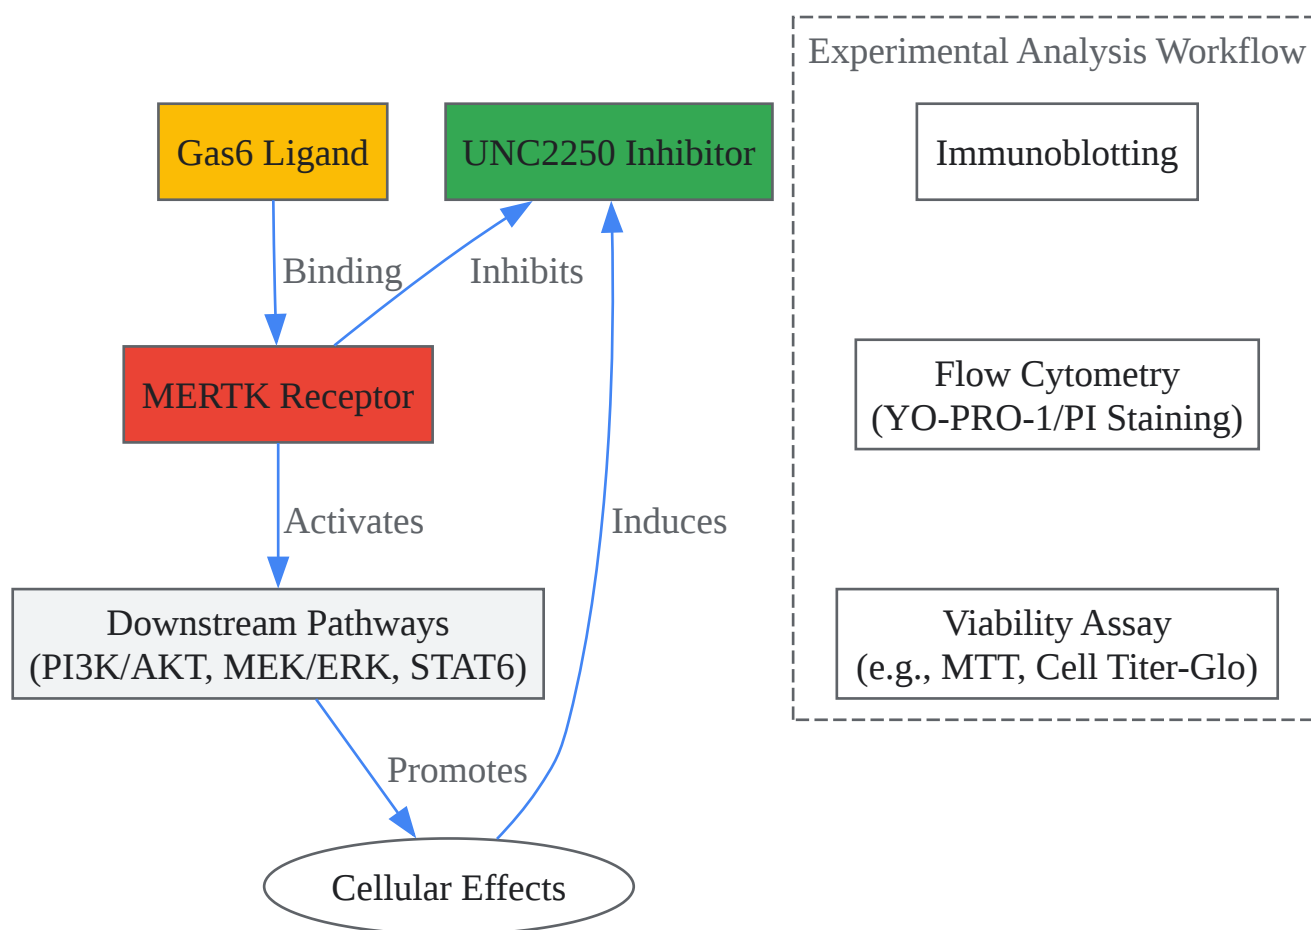 Experimental Analysis Workflow
Gas6 Ligand
UNC2250 Inhibitor
Immunoblotting
Binding
Inhibits
MERTK Receptor
Flow Cytometry
(YO-PRO-1/PI Staining)
Activates
Induces
Downstream Pathways
(PI3K/AKT, MEK/ERK, STAT6)
Viability Assay
(e.g., MTT, Cell Titer-Glo)
Promotes
Cellular Effects